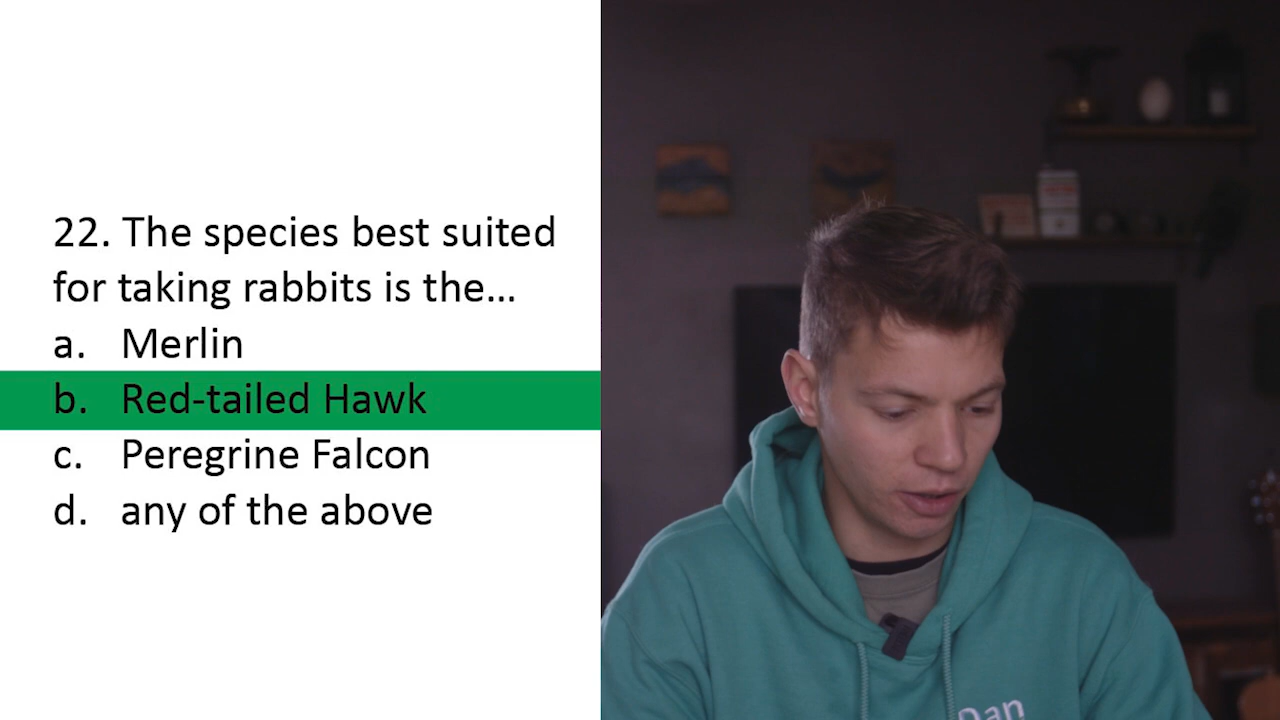 22. The species best suited
for taking rabbits is the...
a. Merlin
b. Red-tailed Hawk
c. Peregrine Falcon
d. any of the above
Dan